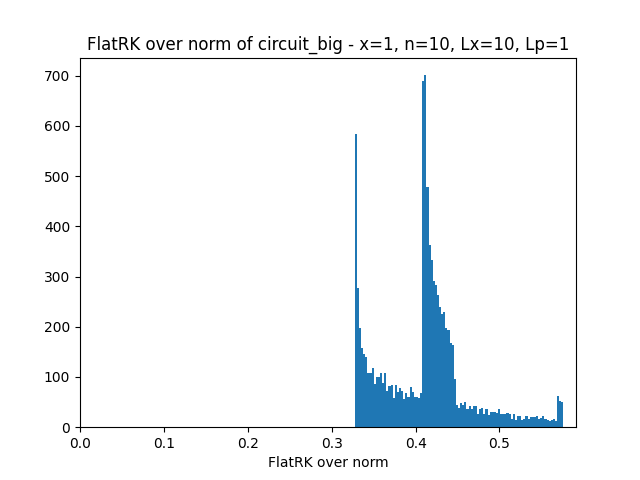 FlatRK over norm of circuit_big - x=1, n=10, Lx=10, Lp=1
700
600
500
400
300
200
100
0
0.0 0.1 0.2 0.3 0.4 0.5
FlatRK over norm